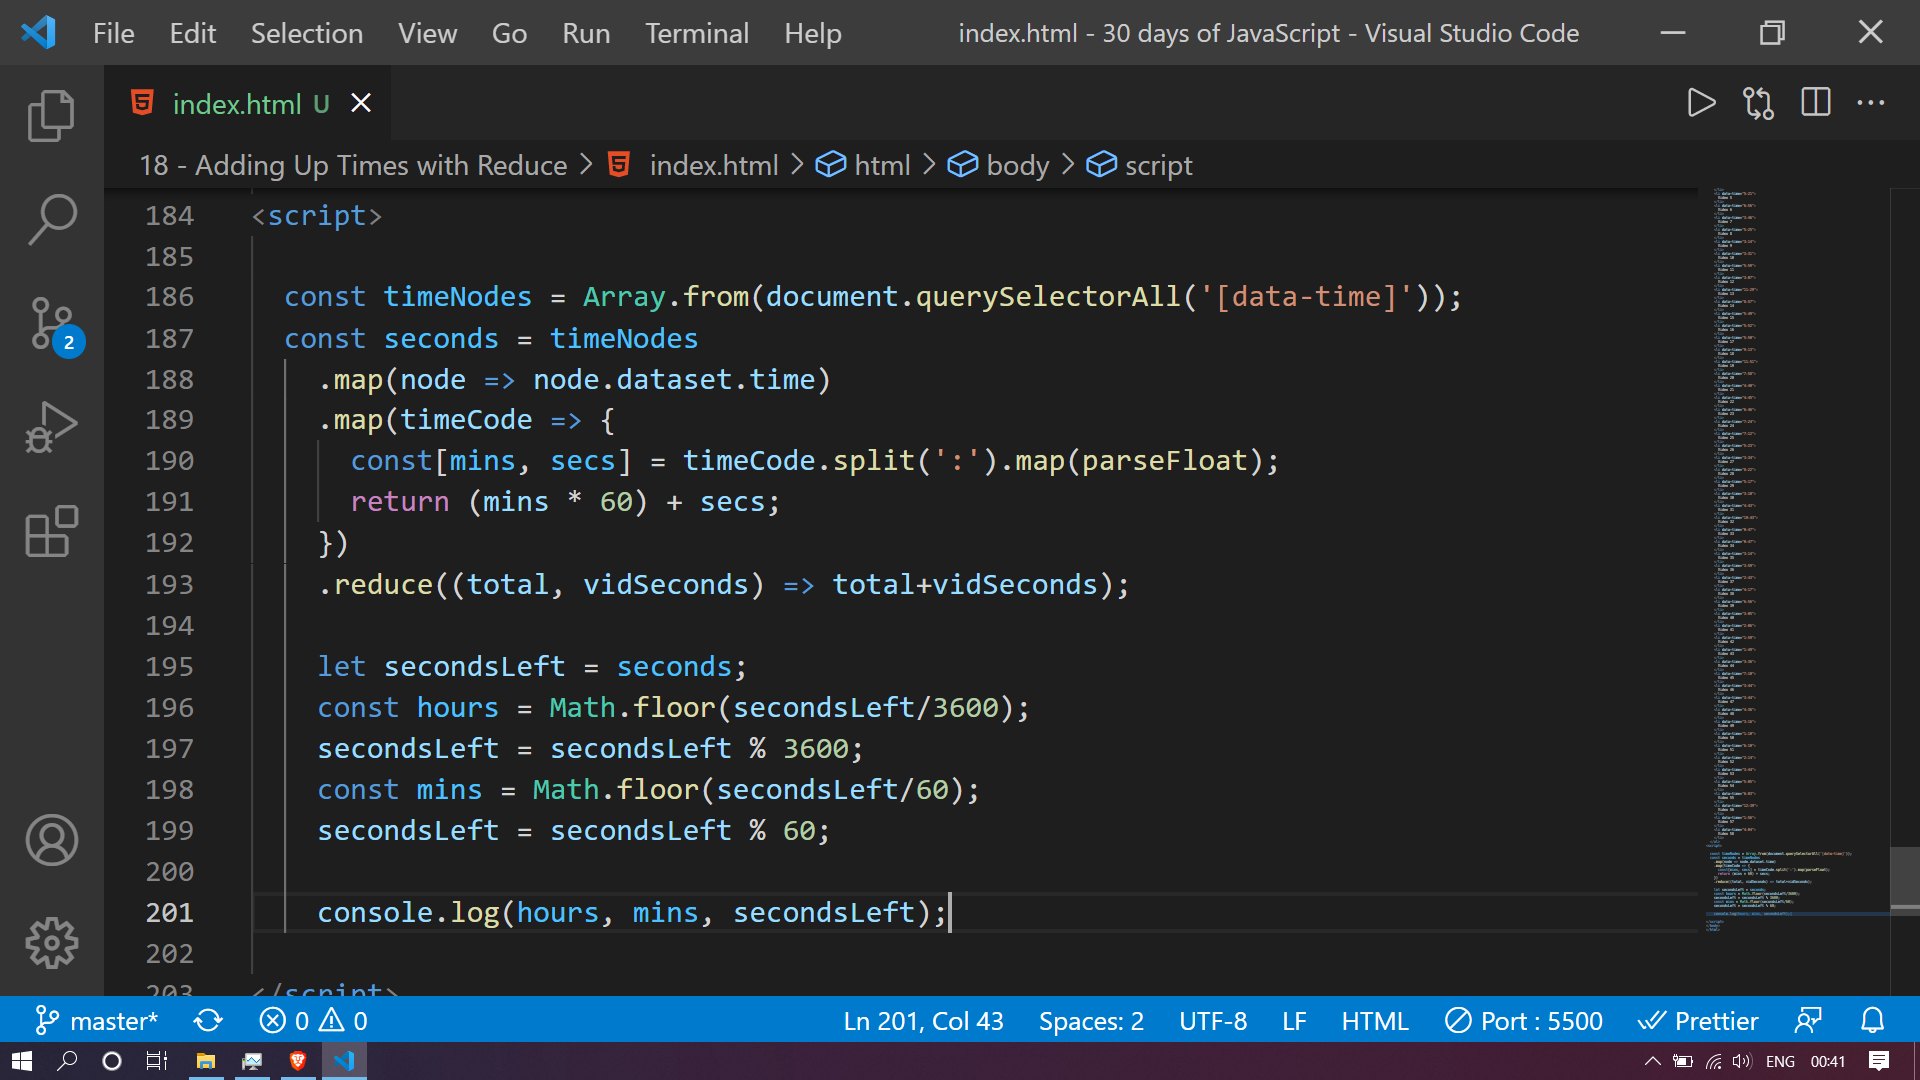 File Edit Selection View Go Run Terminal Help index.html - 30 days of JavaScript - Visual Studio Code
index.html U
18 - Adding Up Times with Reduce > index.html > html > body > script
184 <script>
185
186 const timeNodes = Array.from(document.querySelectorAll('[data-time]'));
187 const seconds = timeNodes
188 .map(node => node.dataset.time)
189 .map(timeCode => {
190 const[mins, secs] = timeCode.split(':').map(parseFloat);
191 return (mins * 60) + secs;
192 })
193 .reduce((total, vidSeconds) => total+vidSeconds);
194
195 let secondsLeft = seconds;
196 const hours = Math.floor(secondsLeft/3600);
197 secondsLeft = secondsLeft % 3600;
198 const mins = Math.floor(secondsLeft/60);
199 secondsLeft = secondsLeft % 60;
200
201 console.log(hours, mins, secondsLeft);
202
203 </script>
2
master* 0 0 Ln 201, Col 43 Spaces: 2 UTF-8 LF HTML Port : 5500 Prettier
ENG 00:41